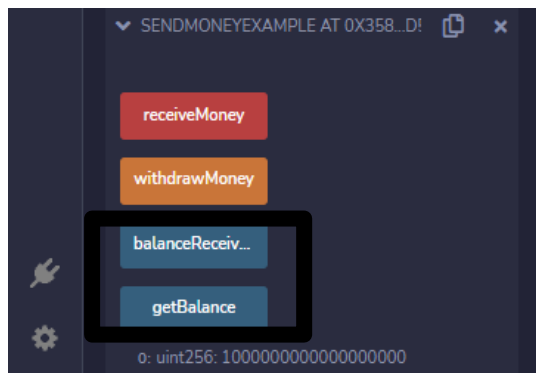 SENDMONEYEXAMPLE AT 0X358...D!
receiveMoney
withdrawMoney
balanceReceiv...
getBalance
0: uint256: 1000000000000000000